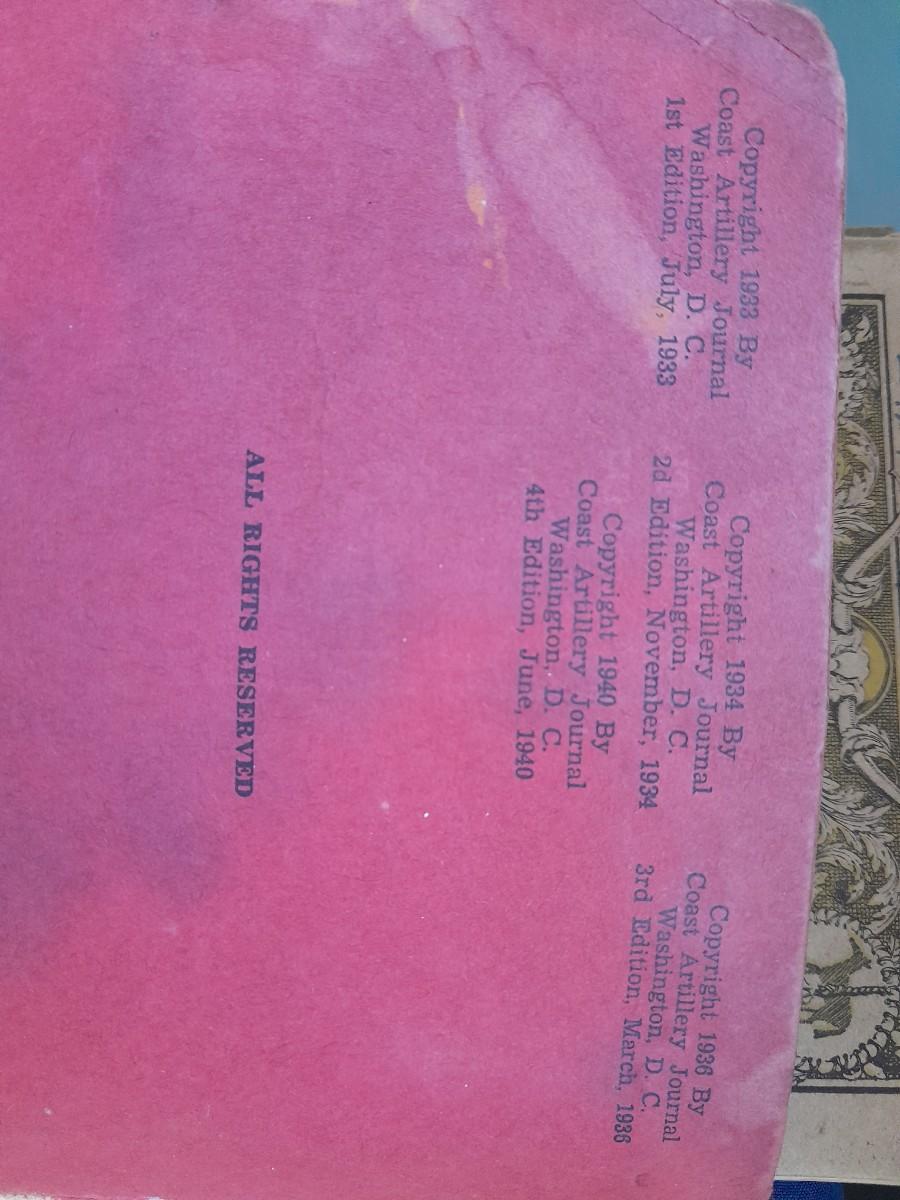 Copyright 1933 By
Coast Artillery Journal
Washington, D. C.
1st Edition, July, 1933
Copyright 1934 By
Coast Artillery Journal
Washington, D. C.
2d Edition, November, 1934
Copyright 1936 By
Coast Artillery Journal
Washington, D. C.
3rd Edition, March, 1936
Copyright 1940 By
Coast Artillery Journal
Washington, D. C.
4th Edition, June, 1940
ALL RIGHTS RESERVED